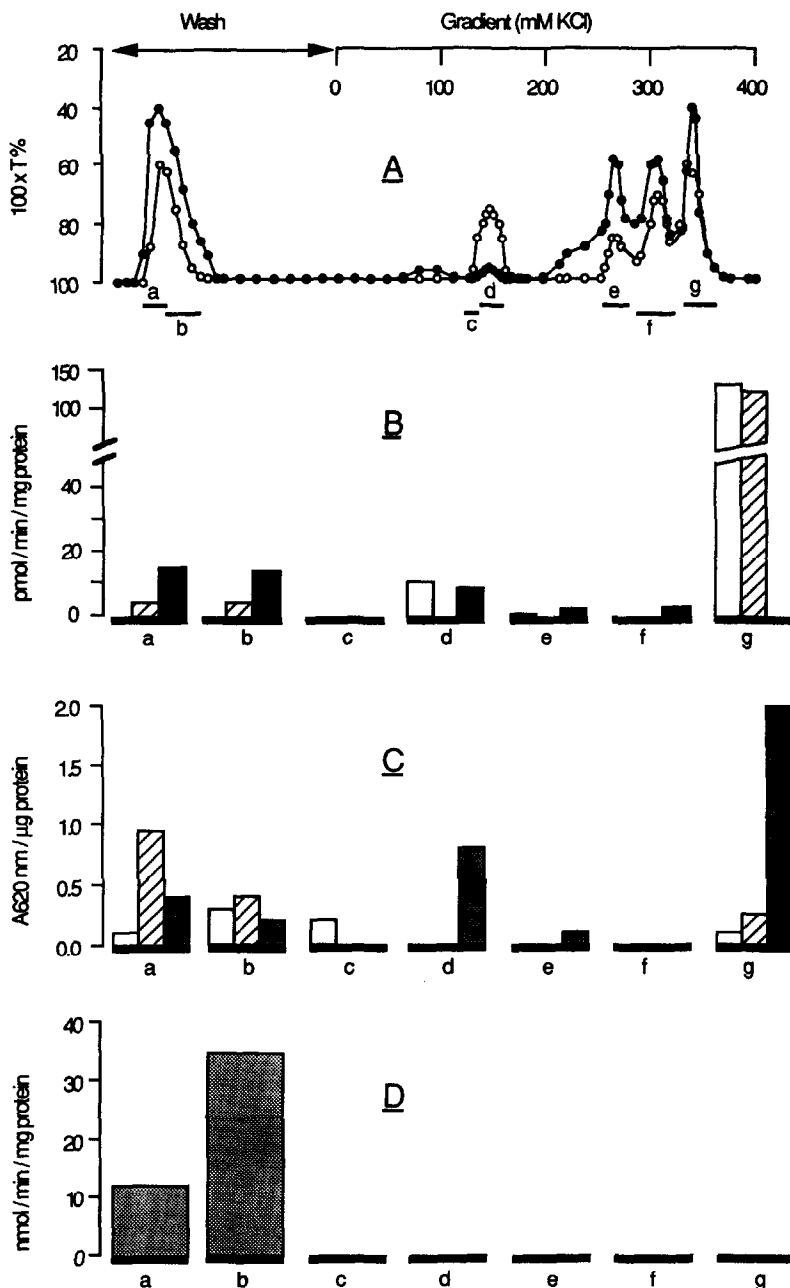 Wash Gradient (mM KCl)
0 100 200 300 400
20
40
60
80
100
100 x T%
A
a b c d e f g
150
100
40
20
0
pmol / min / mg protein
B
a b c d e f g
2.0
1.5
1.0
0.5
0.0
A620 nm / µg protein
C
a b c d e f g
40
30
20
10
0
nmol / min / mg protein
D
a b c d e f g